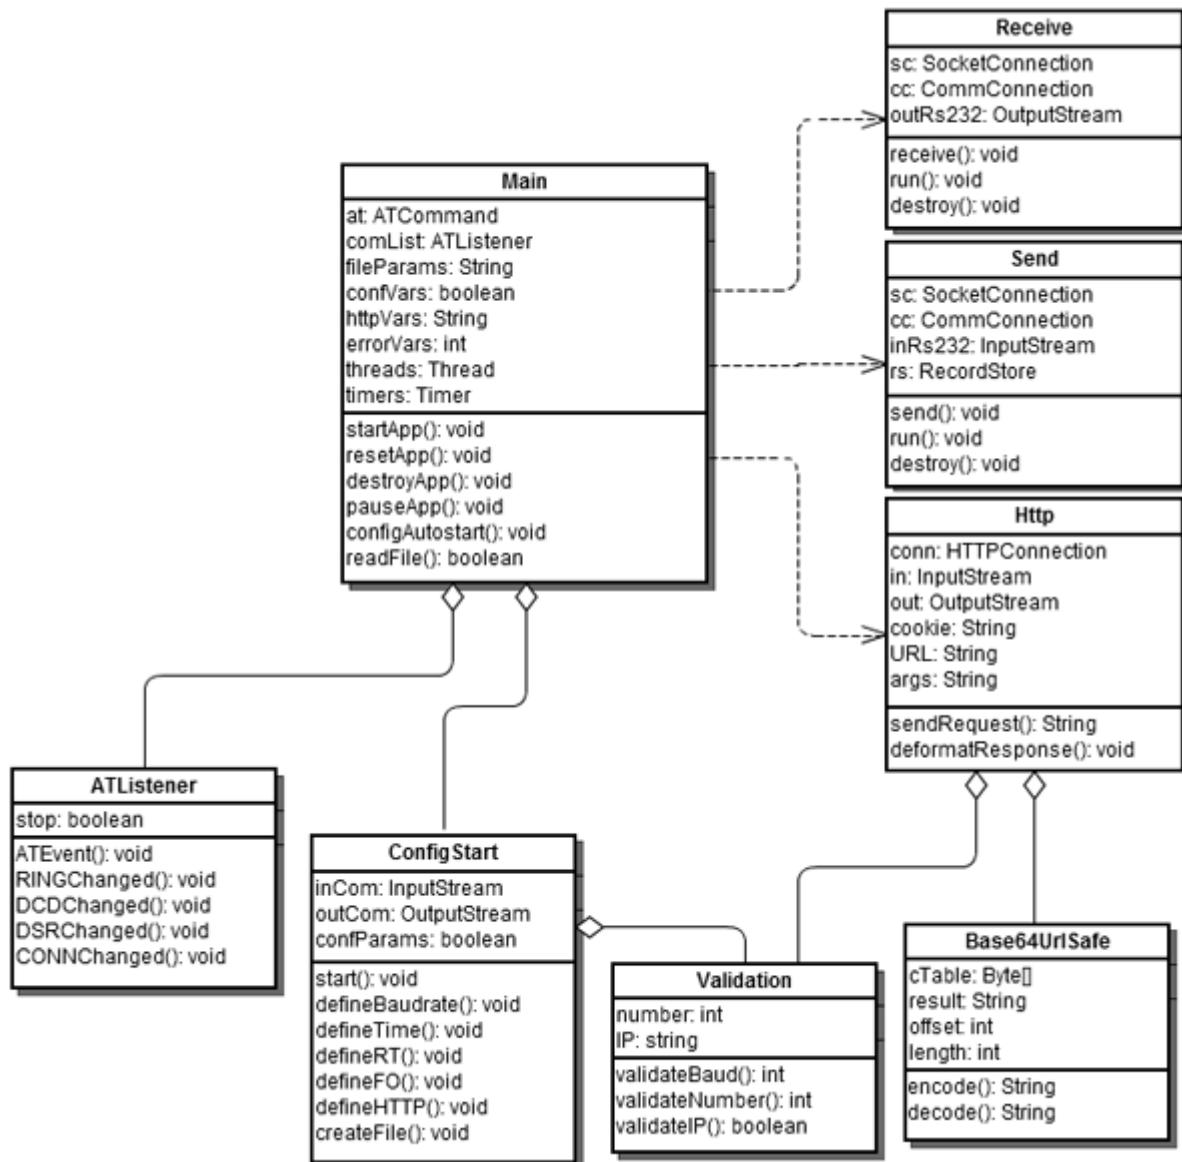 Receive
sc: SocketConnection
cc: CommConnection
outRs232: OutputStream
receive(): void
run(): void
destroy(): void
Main
at: ATCommand
comList: ATListener
fileParams: String
confVars: boolean
httpVars: String
errorVars: int
threads: Thread
timers: Timer
startApp(): void
resetApp(): void
destroyApp(): void
pauseApp(): void
configAutostart(): void
readFile(): boolean
Send
sc: SocketConnection
cc: CommConnection
inRs232: InputStream
rs: RecordStore
send(): void
run(): void
destroy(): void
Http
conn: HTTPConnection
in: InputStream
out: OutputStream
cookie: String
URL: String
args: String
sendRequest(): String
deformatResponse(): void
ATListener
stop: boolean
ATEvent(): void
RINGChanged(): void
DCDChanged(): void
DSRChanged(): void
CONNChanged(): void
ConfigStart
inCom: InputStream
outCom: OutputStream
confParams: boolean
start(): void
defineBaudrate(): void
defineTime(): void
defineRT(): void
defineFO(): void
defineHTTP(): void
createFile(): void
Validation
number: int
IP: string
validateBaud(): int
validateNumber(): int
validateIP(): boolean
Base64UrlSafe
cTable: Byte[]
result: String
offset: int
length: int
encode(): String
decode(): String